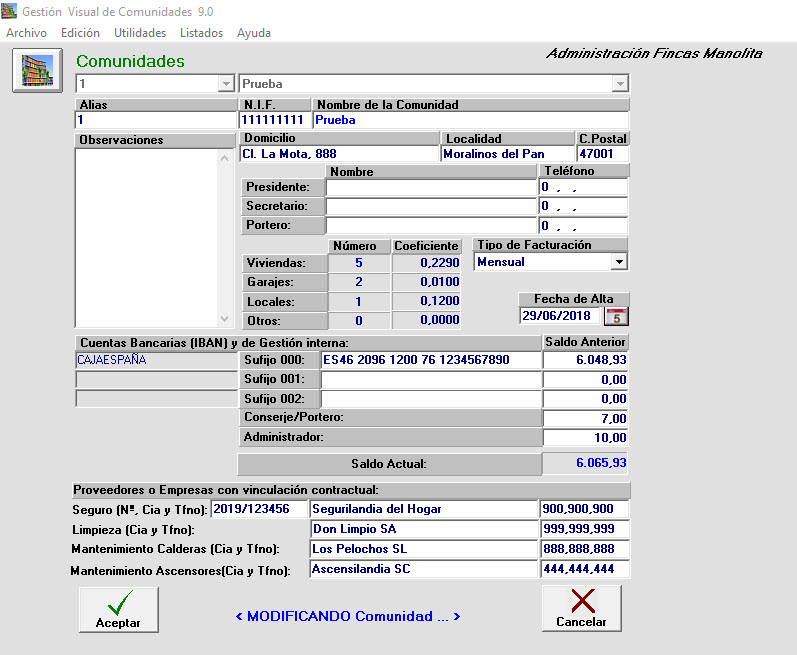 Gestión Visual de Comunidades 9.0
Archivo Edición Utilidades Listados Ayuda
Comunidades
Administración Fincas Manolita
1 Prueba
Alias N.I.F. Nombre de la Comunidad
1 111111111 Prueba
Observaciones Domicilio Localidad C.Postal
Cl. La Mota, 888 Moralinos del Pan 47001
Nombre Teléfono
Presidente: 0 , ,
Secretario: 0 , ,
Portero: 0 , ,
Número Coeficiente Tipo de Facturación
Viviendas: 5 0,2290 Mensual
Garajes: 2 0,0100
Locales: 1 0,1200 Fecha de Alta
Otros: 0 0,0000 29/06/2018 5
Cuentas Bancarias (IBAN) y de Gestión interna: Saldo Anterior
CAJAESPAÑA Sufijo 000: ES46 2096 1200 76 1234567890 6.048,93
Sufijo 001: 0,00
Sufijo 002: 0,00
Conserje/Portero: 7,00
Administrador: 10,00
Saldo Actual: 6.065,93
Proveedores o Empresas con vinculación contractual:
Seguro (Nº, Cia y Tfno): 2019/123456 Segurilandia del Hogar 900,900,900
Limpieza (Cia y Tfno): Don Limpio SA 999,999,999
Mantenimiento Calderas (Cia y Tfno): Los Pelochos SL 888,888,888
Mantenimiento Ascensores(Cia y Tfno): Ascensilandia SC 444,444,444
Aceptar < MODIFICANDO Comunidad ... > Cancelar